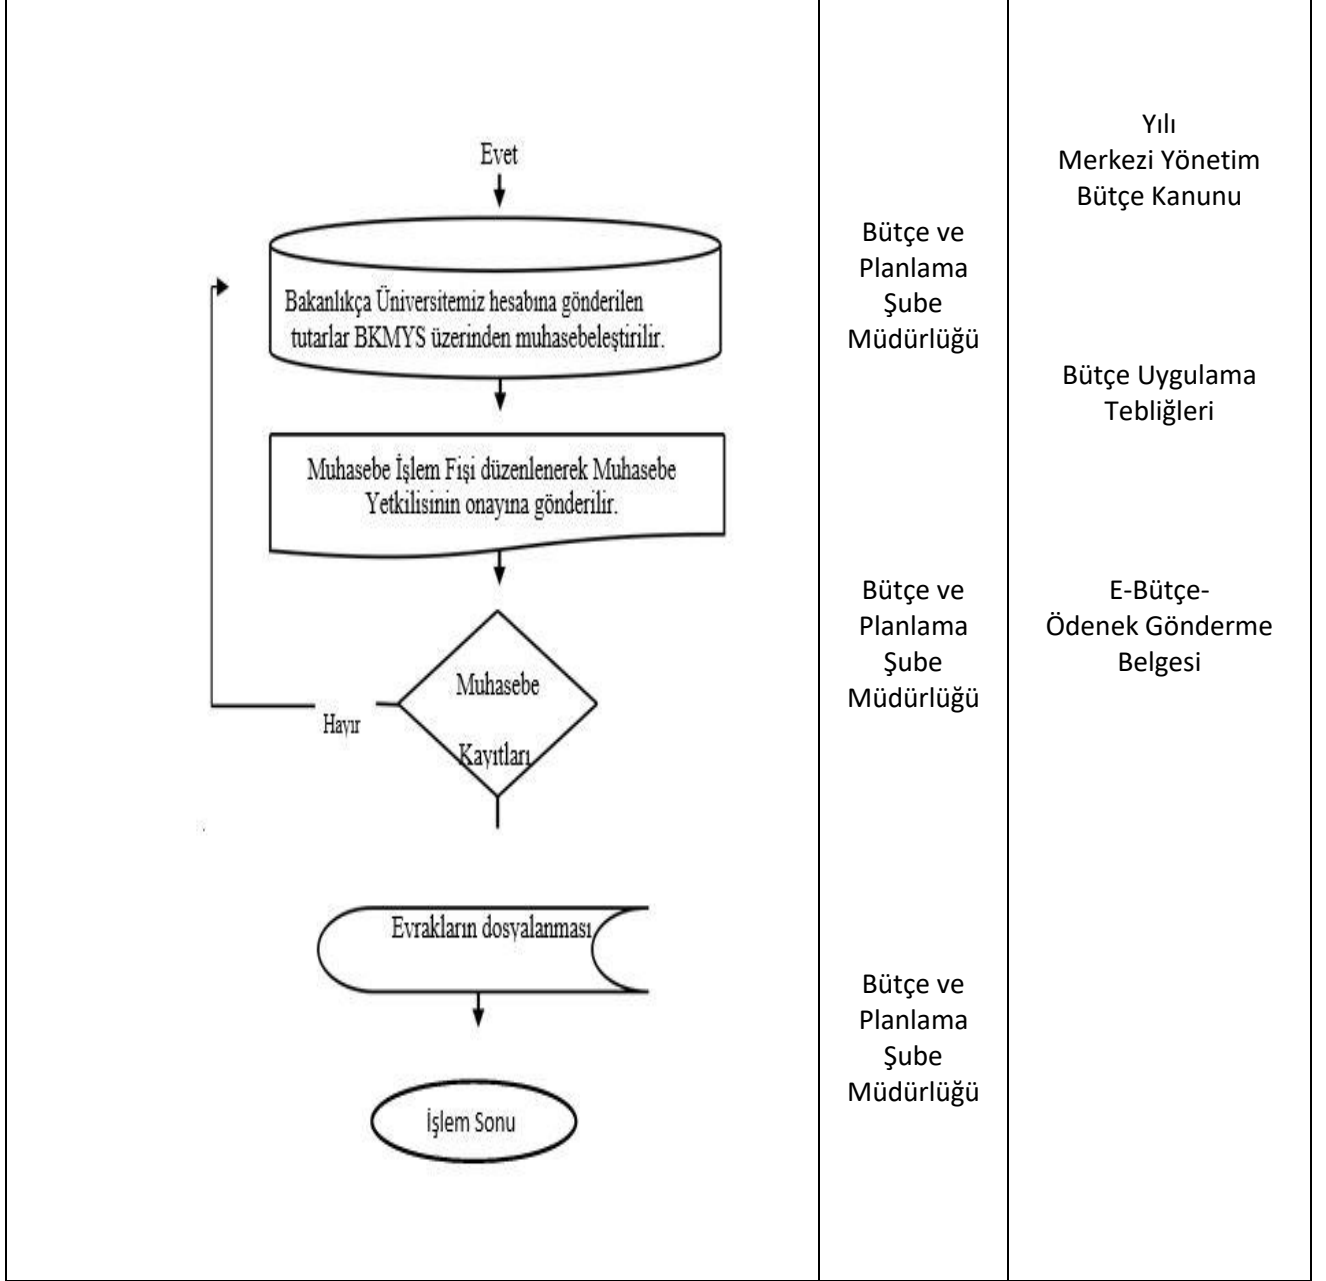 Evet
Bakanlıkça Üniversitemiz hesabına gönderilen
tutarlar BKMYS üzerinden muhasebeleştirilir.
Muhasebe İşlem Fişi düzenlenerek Muhasebe
Yetkilisinin onayına gönderilir.
Muhasebe
Kayıtları
Hayır
Evrakların dosyalanması
İşlem Sonu
Bütçe ve
Planlama
Şube
Müdürlüğü
Bütçe ve
Planlama
Şube
Müdürlüğü
Bütçe ve
Planlama
Şube
Müdürlüğü
Yılı
Merkezi Yönetim
Bütçe Kanunu
Bütçe Uygulama
Tebliğleri
E-Bütçe-
Ödenek Gönderme
Belgesi